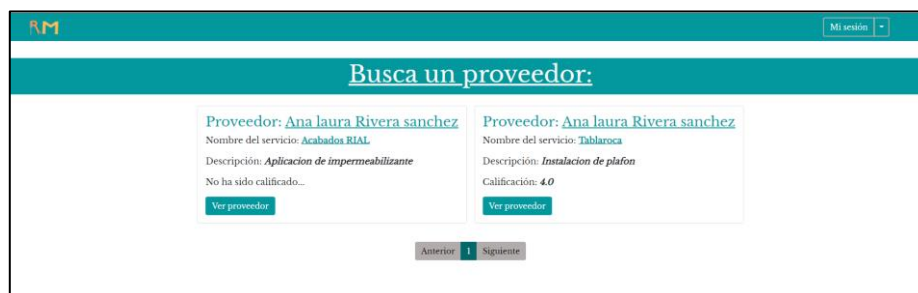 RM
Mi sesión
Busca un proveedor:
Proveedor: Ana laura Rivera sanchez
Nombre del servicio: Acabados RIAL
Descripción: Aplicacion de impermeabilizante
No ha sido calificado...
Ver proveedor
Proveedor: Ana laura Rivera sanchez
Nombre del servicio: Tablaroca
Descripción: Instalacion de plafon
Calificación: 4.0
Ver proveedor
Anterior 1 Siguiente